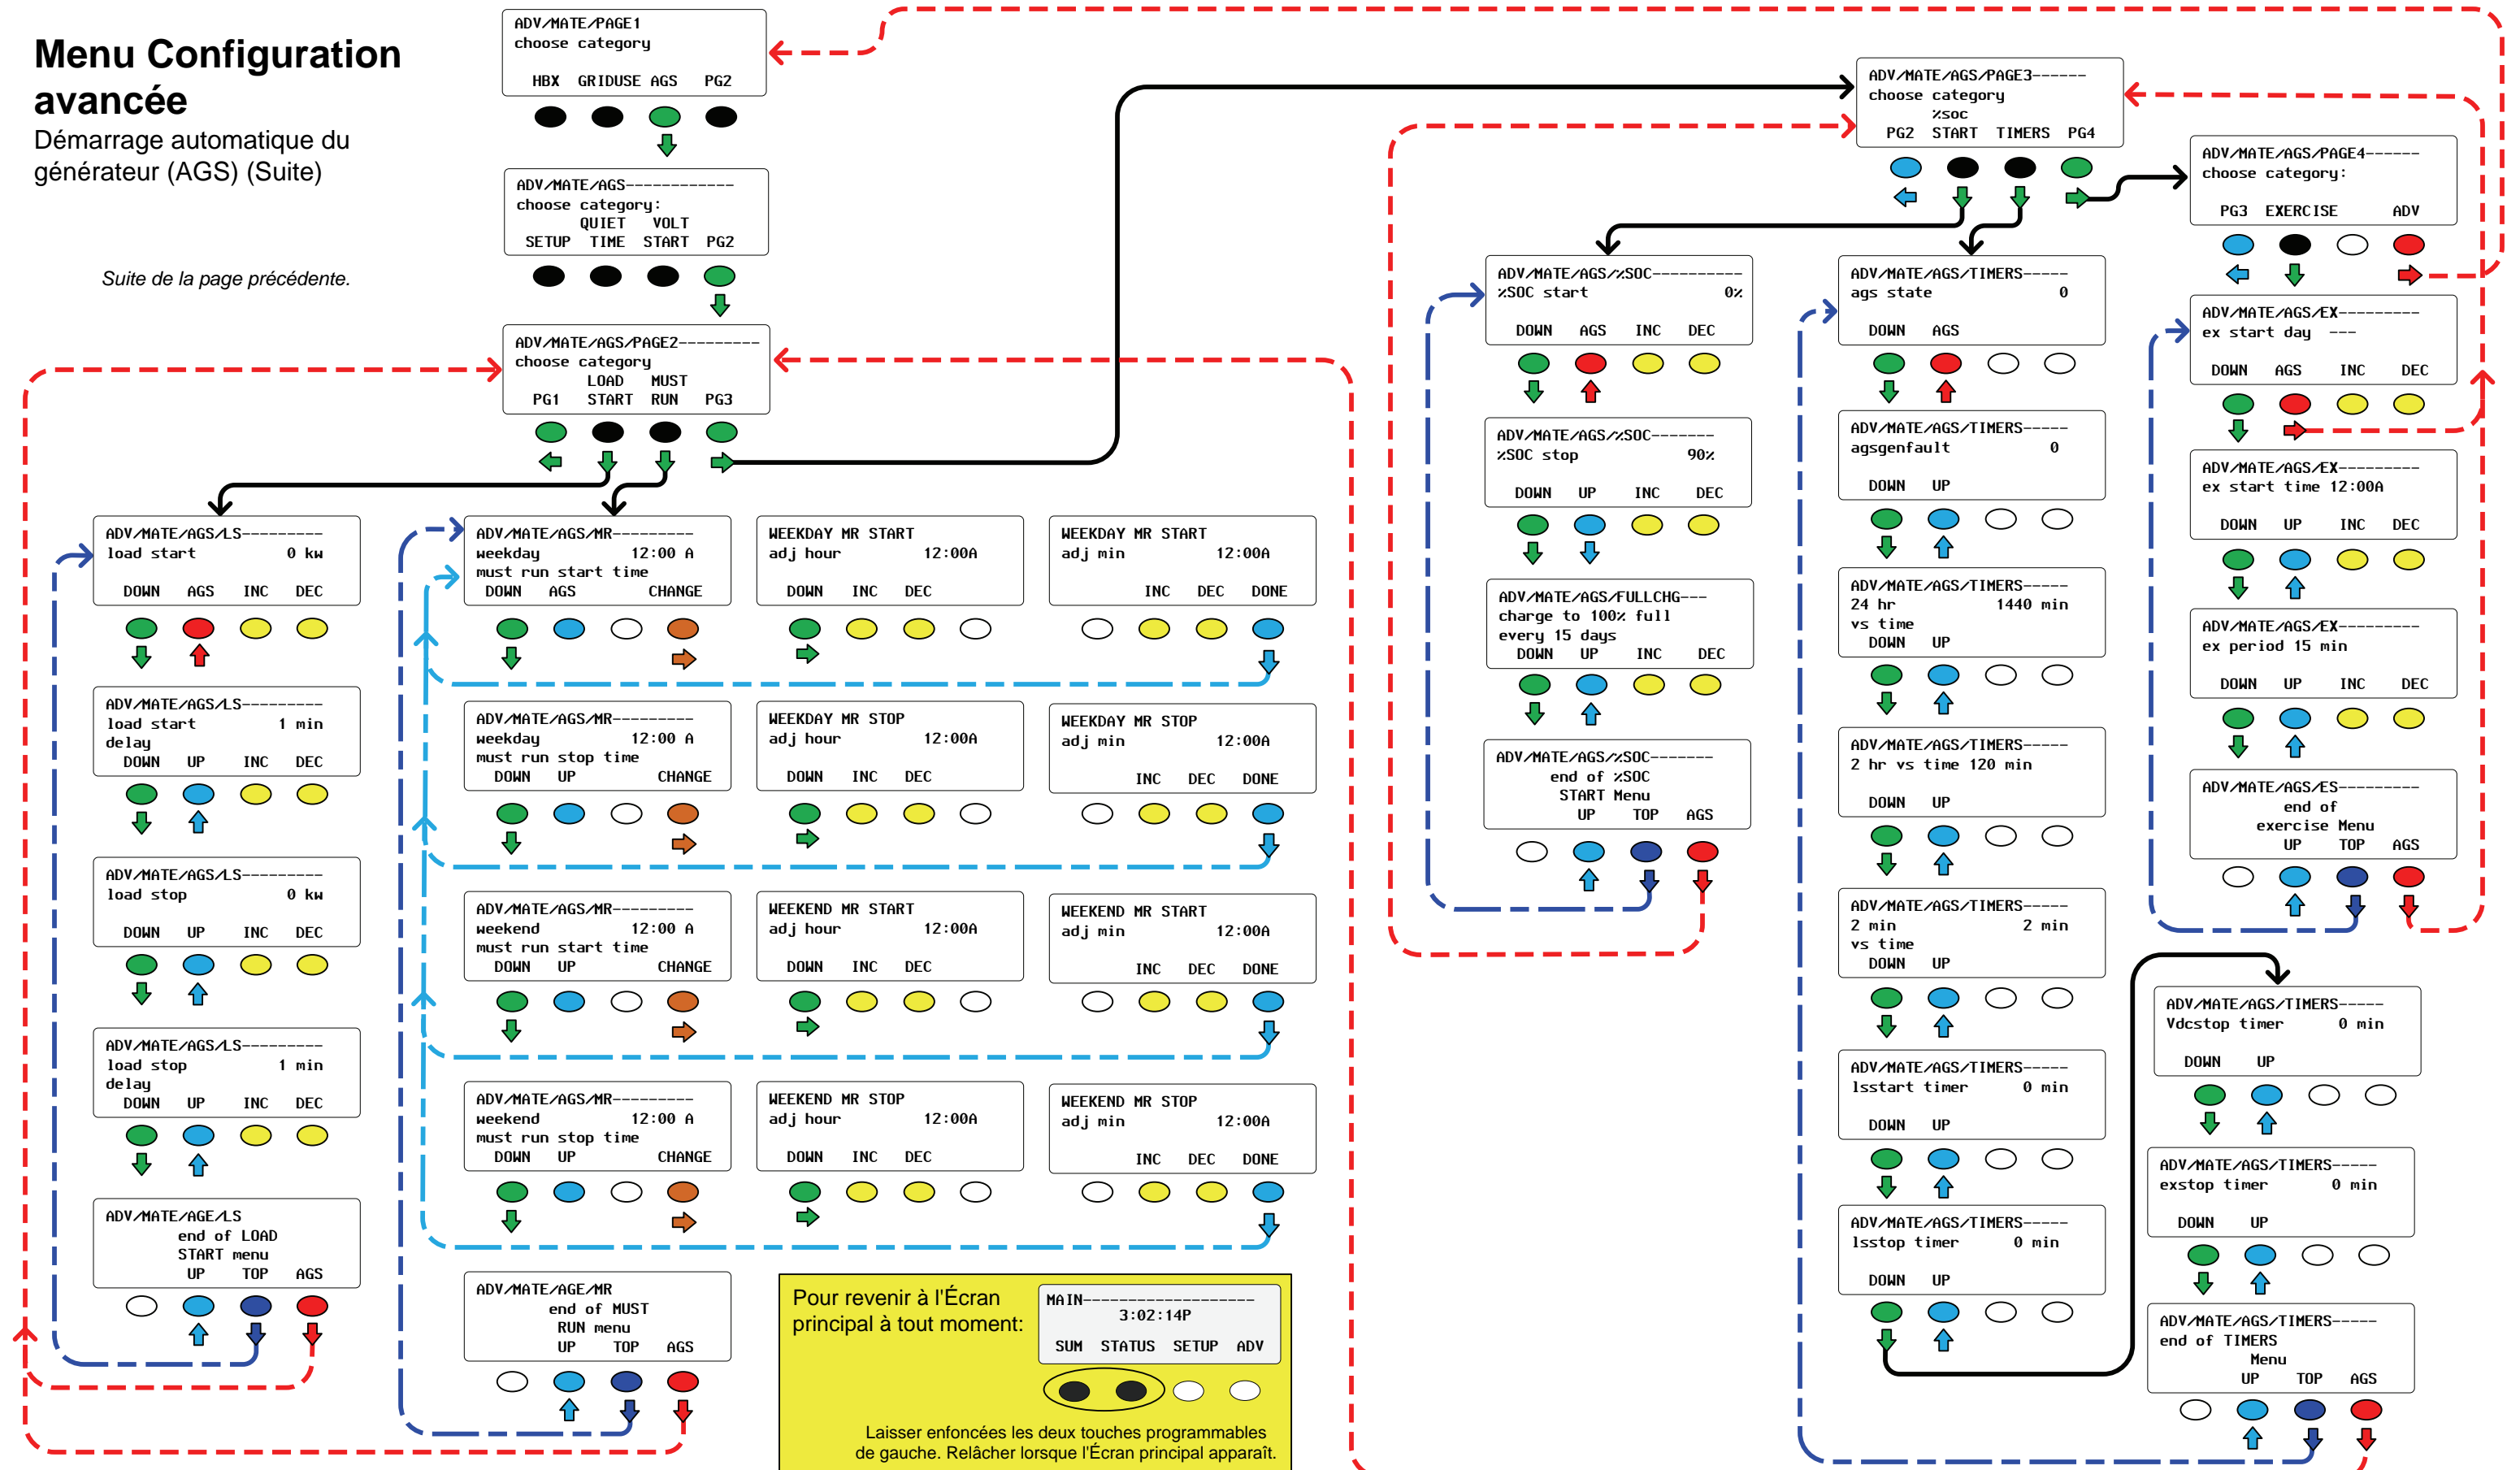 Menu Configuration
avancée
Démarrage automatique du
générateur (AGS) (Suite)
Suite de la page précédente.
ADV/MATE/PAGE1
choose category
HBX GRIDUSE AGS PG2
ADV/MATE/AGS------------
choose category:
QUIET VOLT
SETUP TIME START PG2
ADV/MATE/AGS/PAGE2---------
choose category
LOAD MUST
PG1 START RUN PG3
ADV/MATE/AGS/LS---------
load start 0 kw
DOWN AGS INC DEC
ADV/MATE/AGS/LS---------
load start 1 min
delay
DOWN UP INC DEC
ADV/MATE/AGS/LS---------
load stop 0 kw
DOWN UP INC DEC
ADV/MATE/AGS/LS---------
load stop 1 min
delay
DOWN UP INC DEC
ADV/MATE/AGE/LS
end of LOAD
START menu
UP TOP AGS
ADV/MATE/AGS/MR---------
weekday 12:00 A
must run start time
DOWN AGS CHANGE
WEEKDAY MR START
adj hour 12:00A
DOWN INC DEC
WEEKDAY MR START
adj min 12:00A
INC DEC DONE
ADV/MATE/AGS/MR---------
weekday 12:00 A
must run stop time
DOWN UP CHANGE
WEEKDAY MR STOP
adj hour 12:00A
DOWN INC DEC
WEEKDAY MR STOP
adj min 12:00A
INC DEC DONE
ADV/MATE/AGS/MR---------
weekend 12:00 A
must run start time
DOWN UP CHANGE
WEEKEND MR START
adj hour 12:00A
DOWN INC DEC
WEEKEND MR START
adj min 12:00A
INC DEC DONE
ADV/MATE/AGS/MR---------
weekend 12:00 A
must run stop time
DOWN UP CHANGE
WEEKEND MR STOP
adj hour 12:00A
DOWN INC DEC
WEEKEND MR STOP
adj min 12:00A
INC DEC DONE
ADV/MATE/AGE/MR
end of MUST
RUN menu
UP TOP AGS
Pour revenir à l'Écran
principal à tout moment:
MAIN-------------------
3:02:14P
SUM STATUS SETUP ADV
Laisser enfoncées les deux touches programmables
de gauche. Relâcher lorsque l'Écran principal apparaît.
ADV/MATE/AGS/PAGE3------
choose category
%soc
PG2 START TIMERS PG4
ADV/MATE/AGS/%SOC----------
%SOC start 0%
DOWN AGS INC DEC
ADV/MATE/AGS/%SOC-------
%SOC stop 90%
DOWN UP INC DEC
ADV/MATE/AGS/FULLCHG---
charge to 100% full
every 15 days
DOWN UP INC DEC
ADV/MATE/AGS/%SOC-------
end of %SOC
START Menu
UP TOP AGS
ADV/MATE/AGS/TIMERS-----
ags state 0
DOWN AGS
ADV/MATE/AGS/TIMERS-----
agsgenfault 0
DOWN UP
ADV/MATE/AGS/TIMERS-----
24 hr 1440 min
vs time
DOWN UP
ADV/MATE/AGS/TIMERS-----
2 hr vs time 120 min
DOWN UP
ADV/MATE/AGS/TIMERS-----
2 min 2 min
vs time
DOWN UP
ADV/MATE/AGS/TIMERS-----
lsstart timer 0 min
DOWN UP
ADV/MATE/AGS/TIMERS-----
lsstop timer 0 min
DOWN UP
ADV/MATE/AGS/TIMERS-----
Vdcstop timer 0 min
DOWN UP
ADV/MATE/AGS/TIMERS-----
exstop timer 0 min
DOWN UP
ADV/MATE/AGS/TIMERS-----
end of TIMERS
Menu
UP TOP AGS
ADV/MATE/AGS/PAGE4------
choose category:
PG3 EXERCISE ADV
ADV/MATE/AGS/EX---------
ex start day ---
DOWN AGS INC DEC
ADV/MATE/AGS/EX---------
ex start time 12:00A
DOWN UP INC DEC
ADV/MATE/AGS/EX---------
ex period 15 min
DOWN UP INC DEC
ADV/MATE/AGS/ES---------
end of
exercise Menu
UP TOP AGS